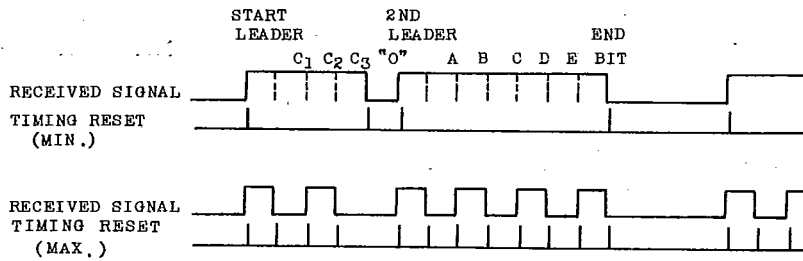 START 2ND
LEADER LEADER END
C1 C2 C3 "0" A B C D E BIT
RECEIVED SIGNAL
TIMING RESET
(MIN.)
RECEIVED SIGNAL
TIMING RESET
(MAX.)